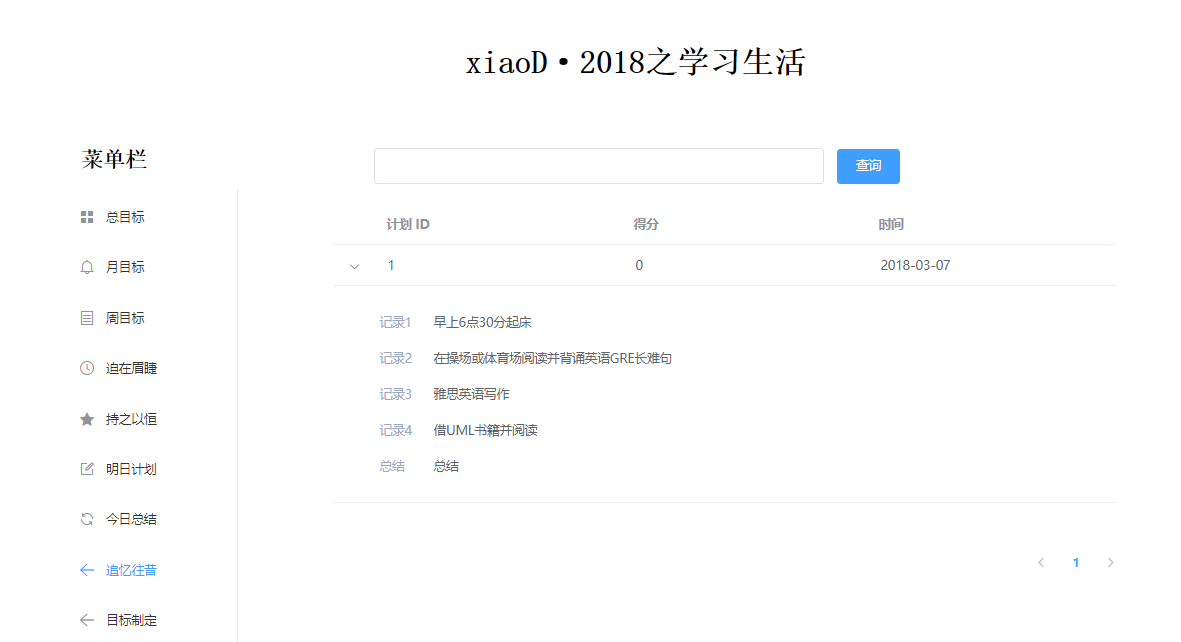 xiaoD·2018之学习生活
菜单栏
总目标
月目标
周目标
迫在眉睫
持之以恒
明日计划
今日总结
追忆往昔
目标制定
查询
计划 ID 得分 时间
1 0 2018-03-07
记录1 早上6点30分起床
记录2 在操场或体育场阅读并背诵英语GRE长难句
记录3 雅思英语写作
记录4 借UML书籍并阅读
总结 总结
1